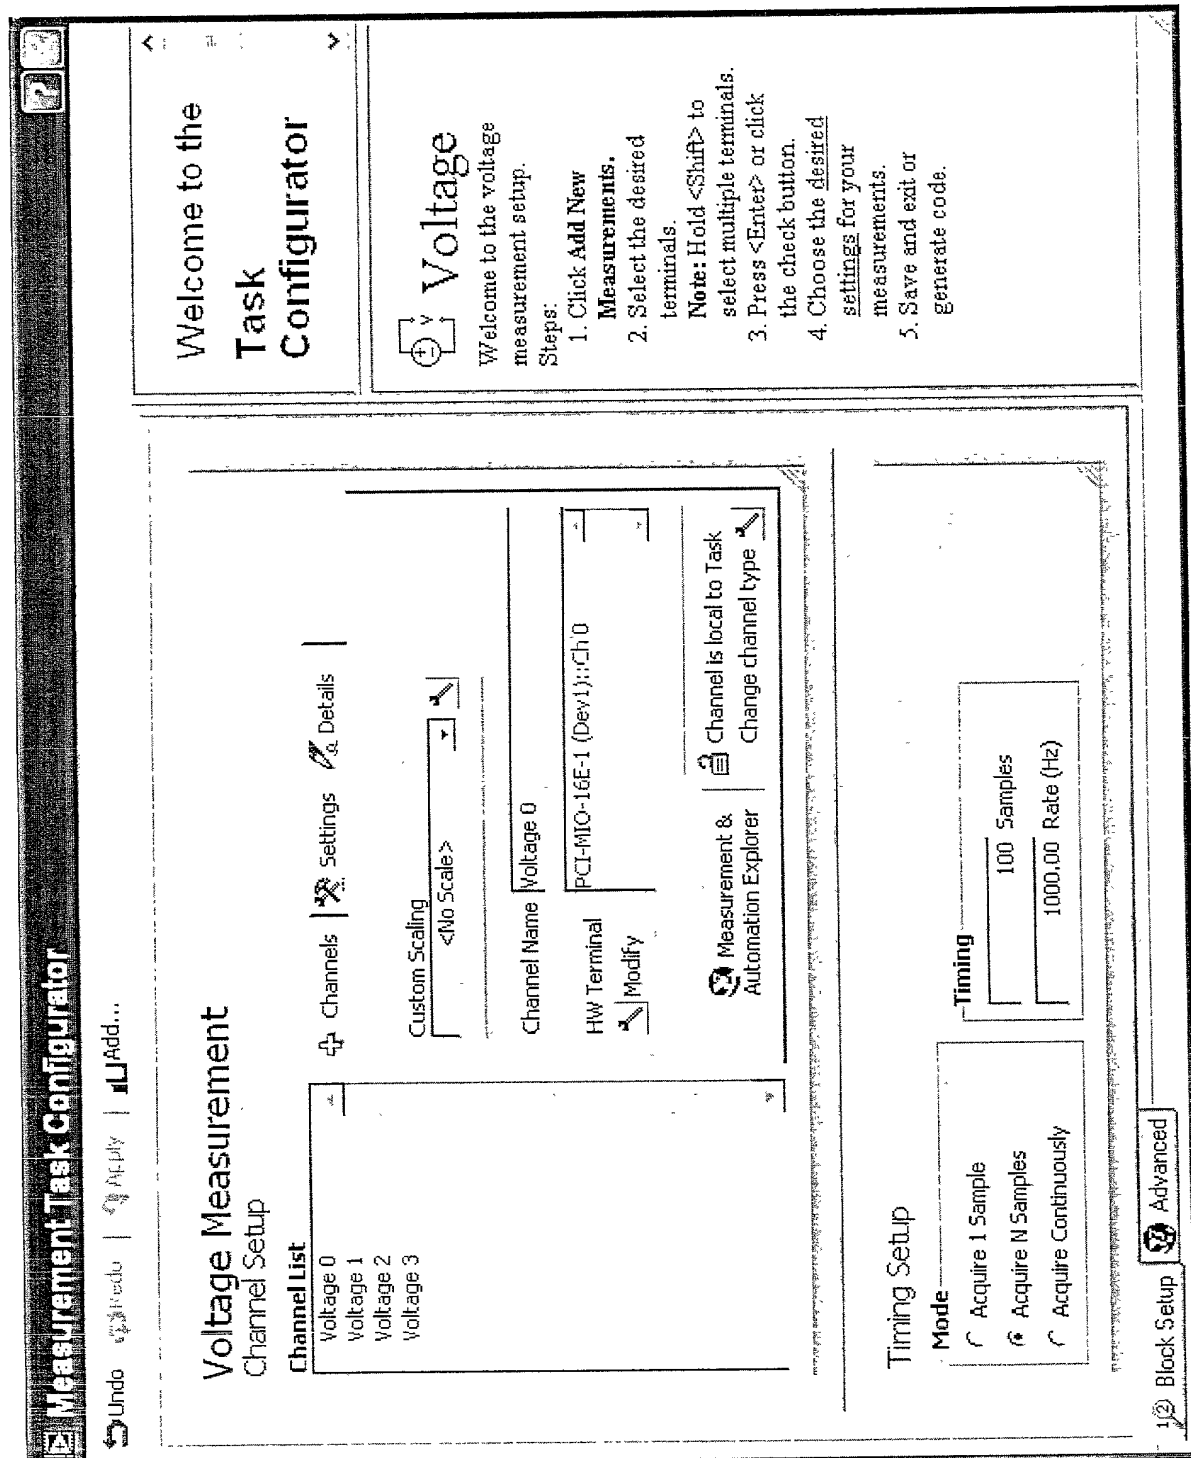 Measurement Task Configurator
?
Undo Redo Apply Add...
Voltage Measurement
Channel Setup
Channel List
Voltage 0
Voltage 1
Voltage 2
Voltage 3
Channels Settings Details
Custom Scaling
<No Scale>
Channel Name Voltage 0
HW Terminal PCI-MIO-16E-1 (Dev1)::Ch 0
Modify
Measurement &
Automation Explorer
Channel is local to Task
Change channel type
Timing Setup
Mode
Acquire 1 Sample
Acquire N Samples
Acquire Continuously
Timing
100 Samples
1000.00 Rate (Hz)
Block Setup Advanced
Welcome to the
Task
Configurator
Voltage
Welcome to the voltage
measurement setup.
Steps:
1. Click Add New
Measurements.
2. Select the desired
terminals.
Note: Hold <Shift> to
select multiple terminals.
3. Press <Enter> or click
the check button.
4. Choose the desired
settings for your
measurements.
5. Save and exit or
generate code.